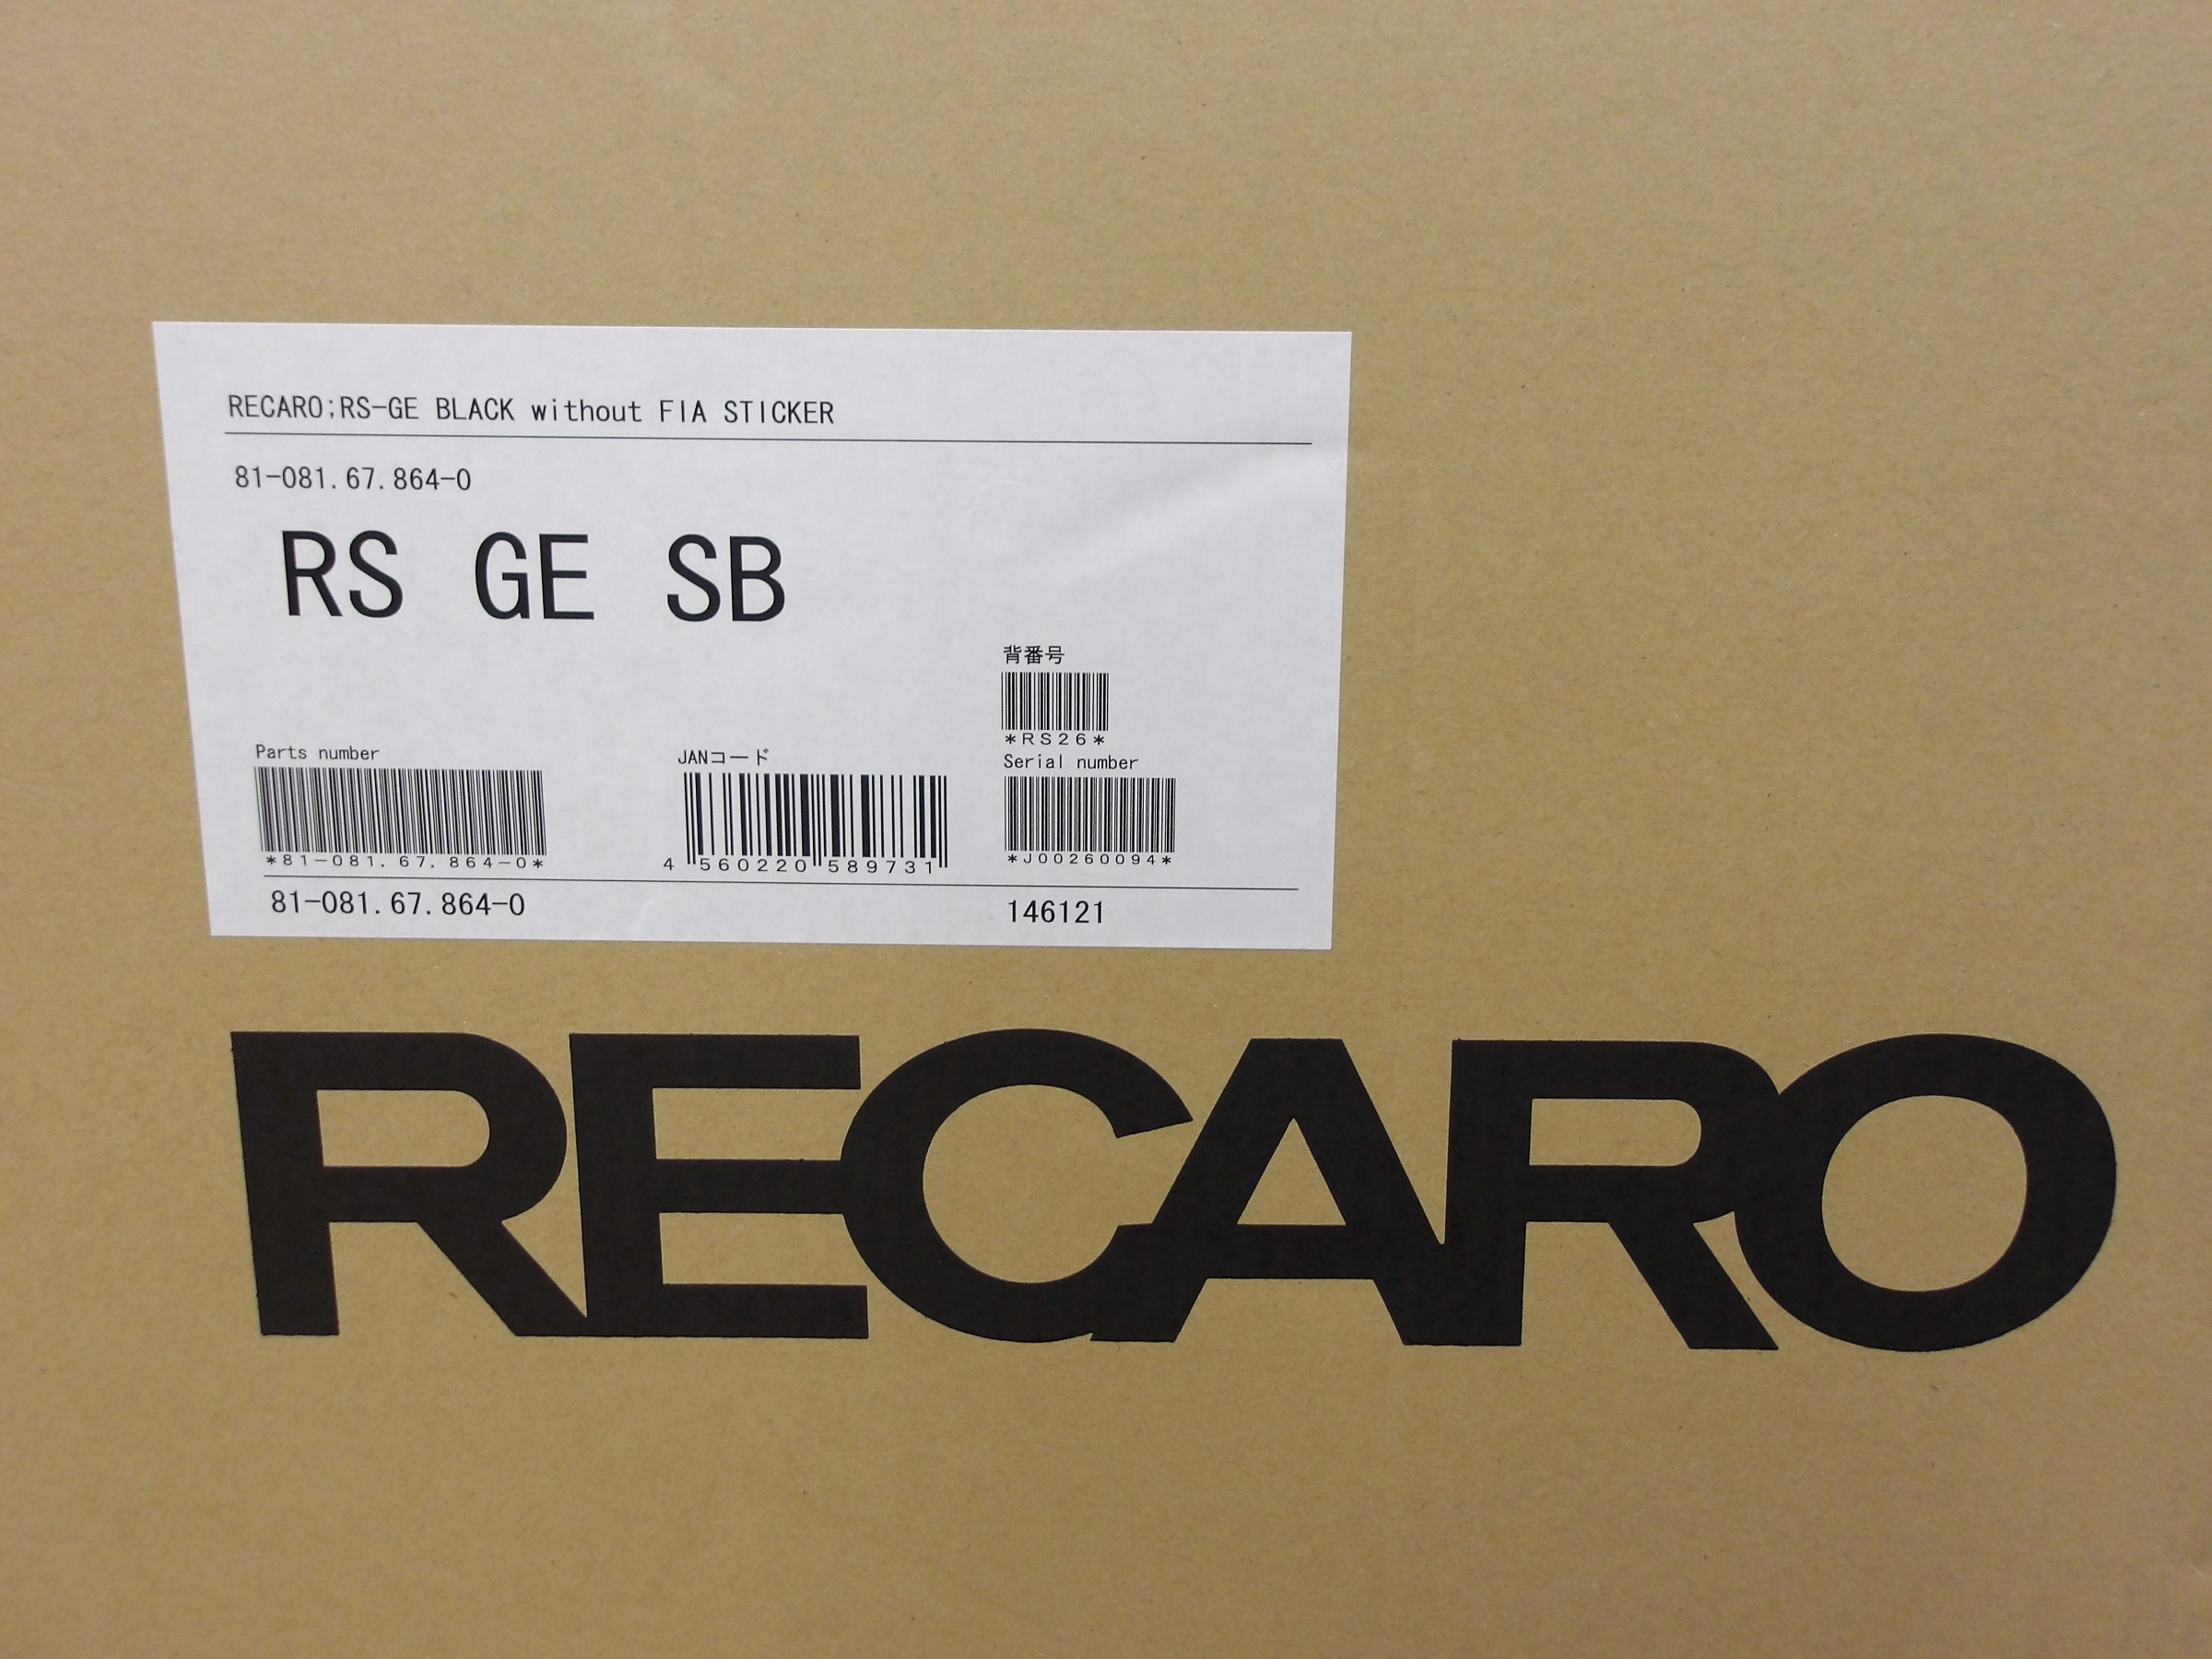 RECARO;RS-GE BLACK without FIA STICKER
81-081.67.864-0
RS GE SB
背番号
*RS26*
Parts number
JANコード
Serial number
*81-081.67.864-0*
4 560220 589731
*J00260094*
81-081.67.864-0
146121
RECARO